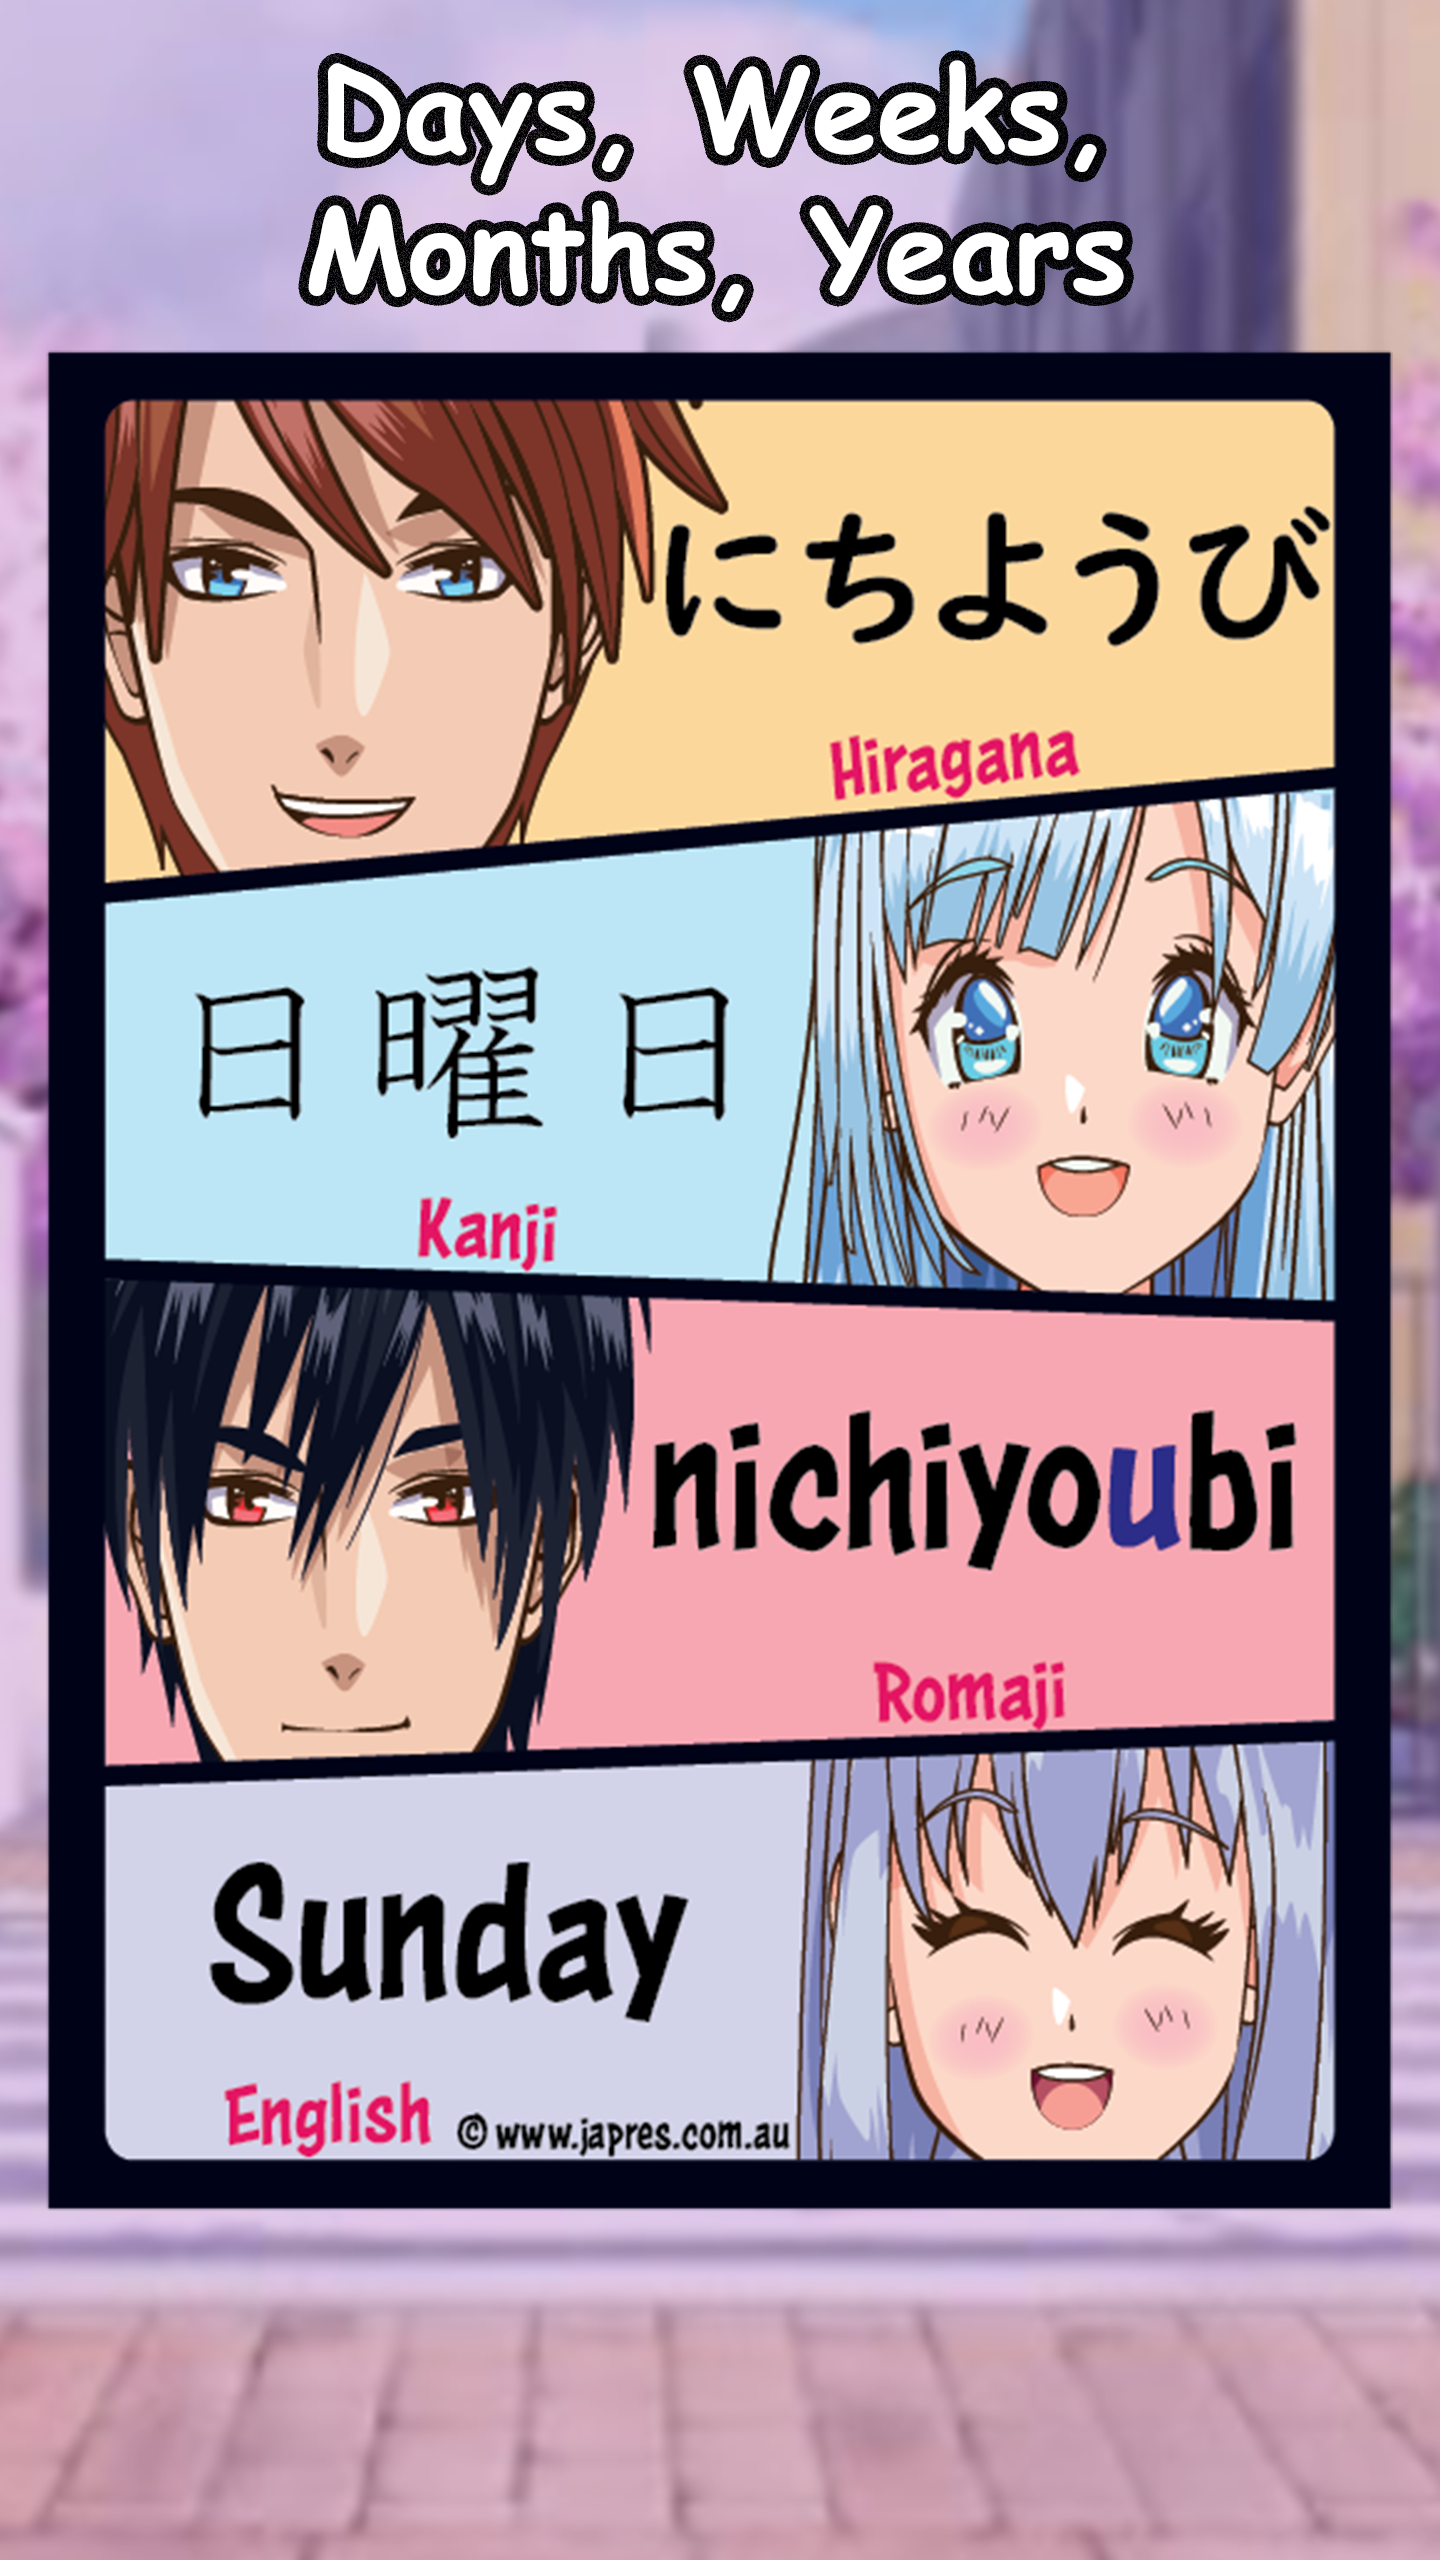 Days, Weeks,
Months, Years
にちようび
Hiragana
日曜日
Kanji
nichiyoubi
Romaji
Sunday
English © www.japres.com.au